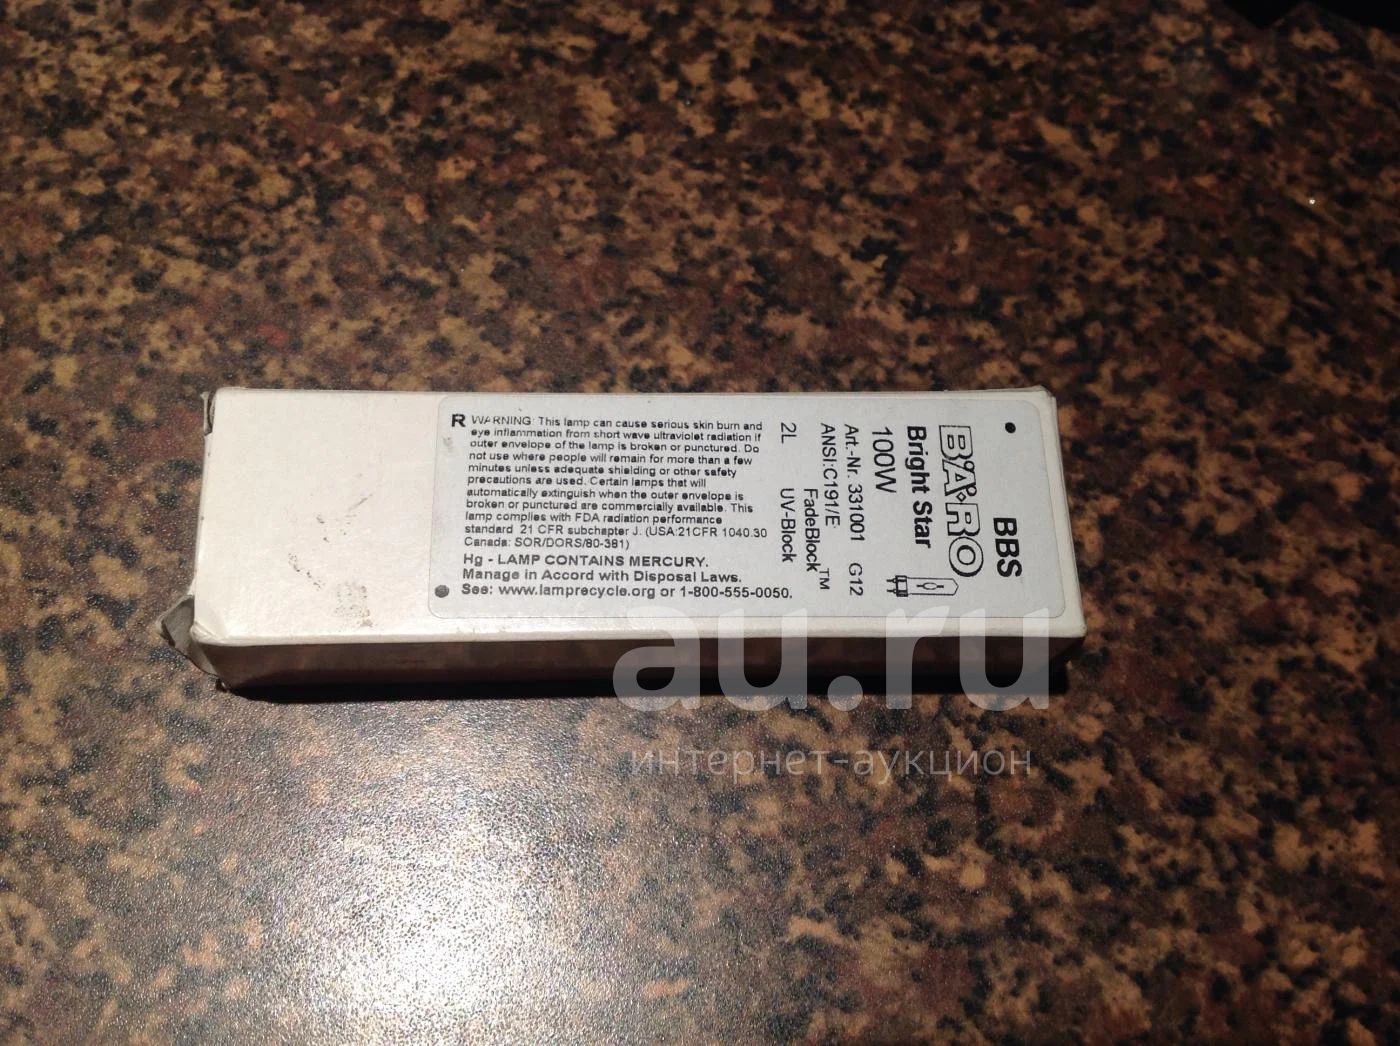 R WARNING: This lamp can cause serious skin burn and
eye inflammation from short wave ultraviolet radiation if
outer envelope of the lamp is broken or punctured. Do
not use where people will remain for more than a few
minutes unless adequate shielding or other safety
precautions are used. Certain lamps that will
automatically extinguish when the outer envelope is
broken or punctured are commercially available. This
lamp complies with FDA radiation performance
standard 21 CFR subchapter J. (USA:21CFR 1040.30
Canada: SOR/DORS/80-381)
Hg - LAMP CONTAINS MERCURY.
Manage in Accord with Disposal Laws.
See: www.lamprecycle.org or 1-800-555-0050.
BBS
BÄ·RO
Bright Star
100W
Art.-Nr. 331001 G12
ANSI:C191/E
FadeBlock™
2L UV-Block
au.ru
интернет-аукцион